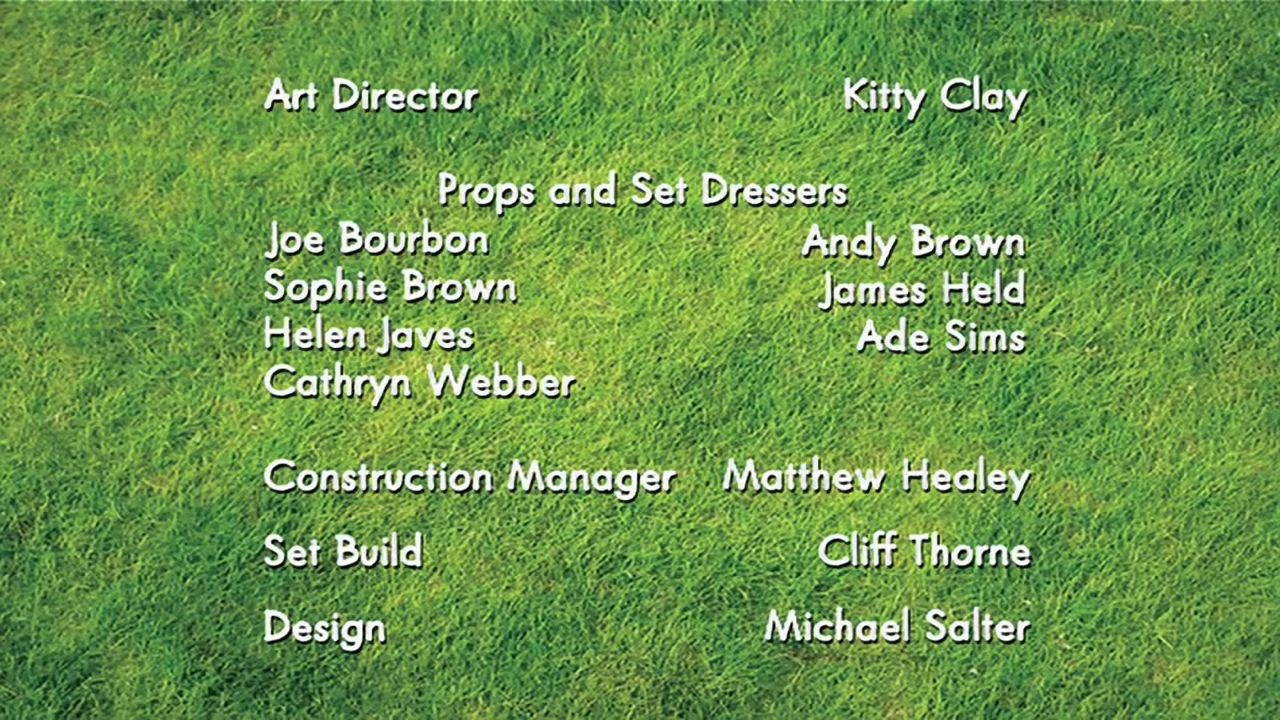 Art Director Kitty Clay
Props and Set Dressers
Joe Bourbon Andy Brown
Sophie Brown James Held
Helen Javes Ade Sims
Cathryn Webber
Construction Manager Matthew Healey
Set Build Cliff Thorne
Design Michael Salter